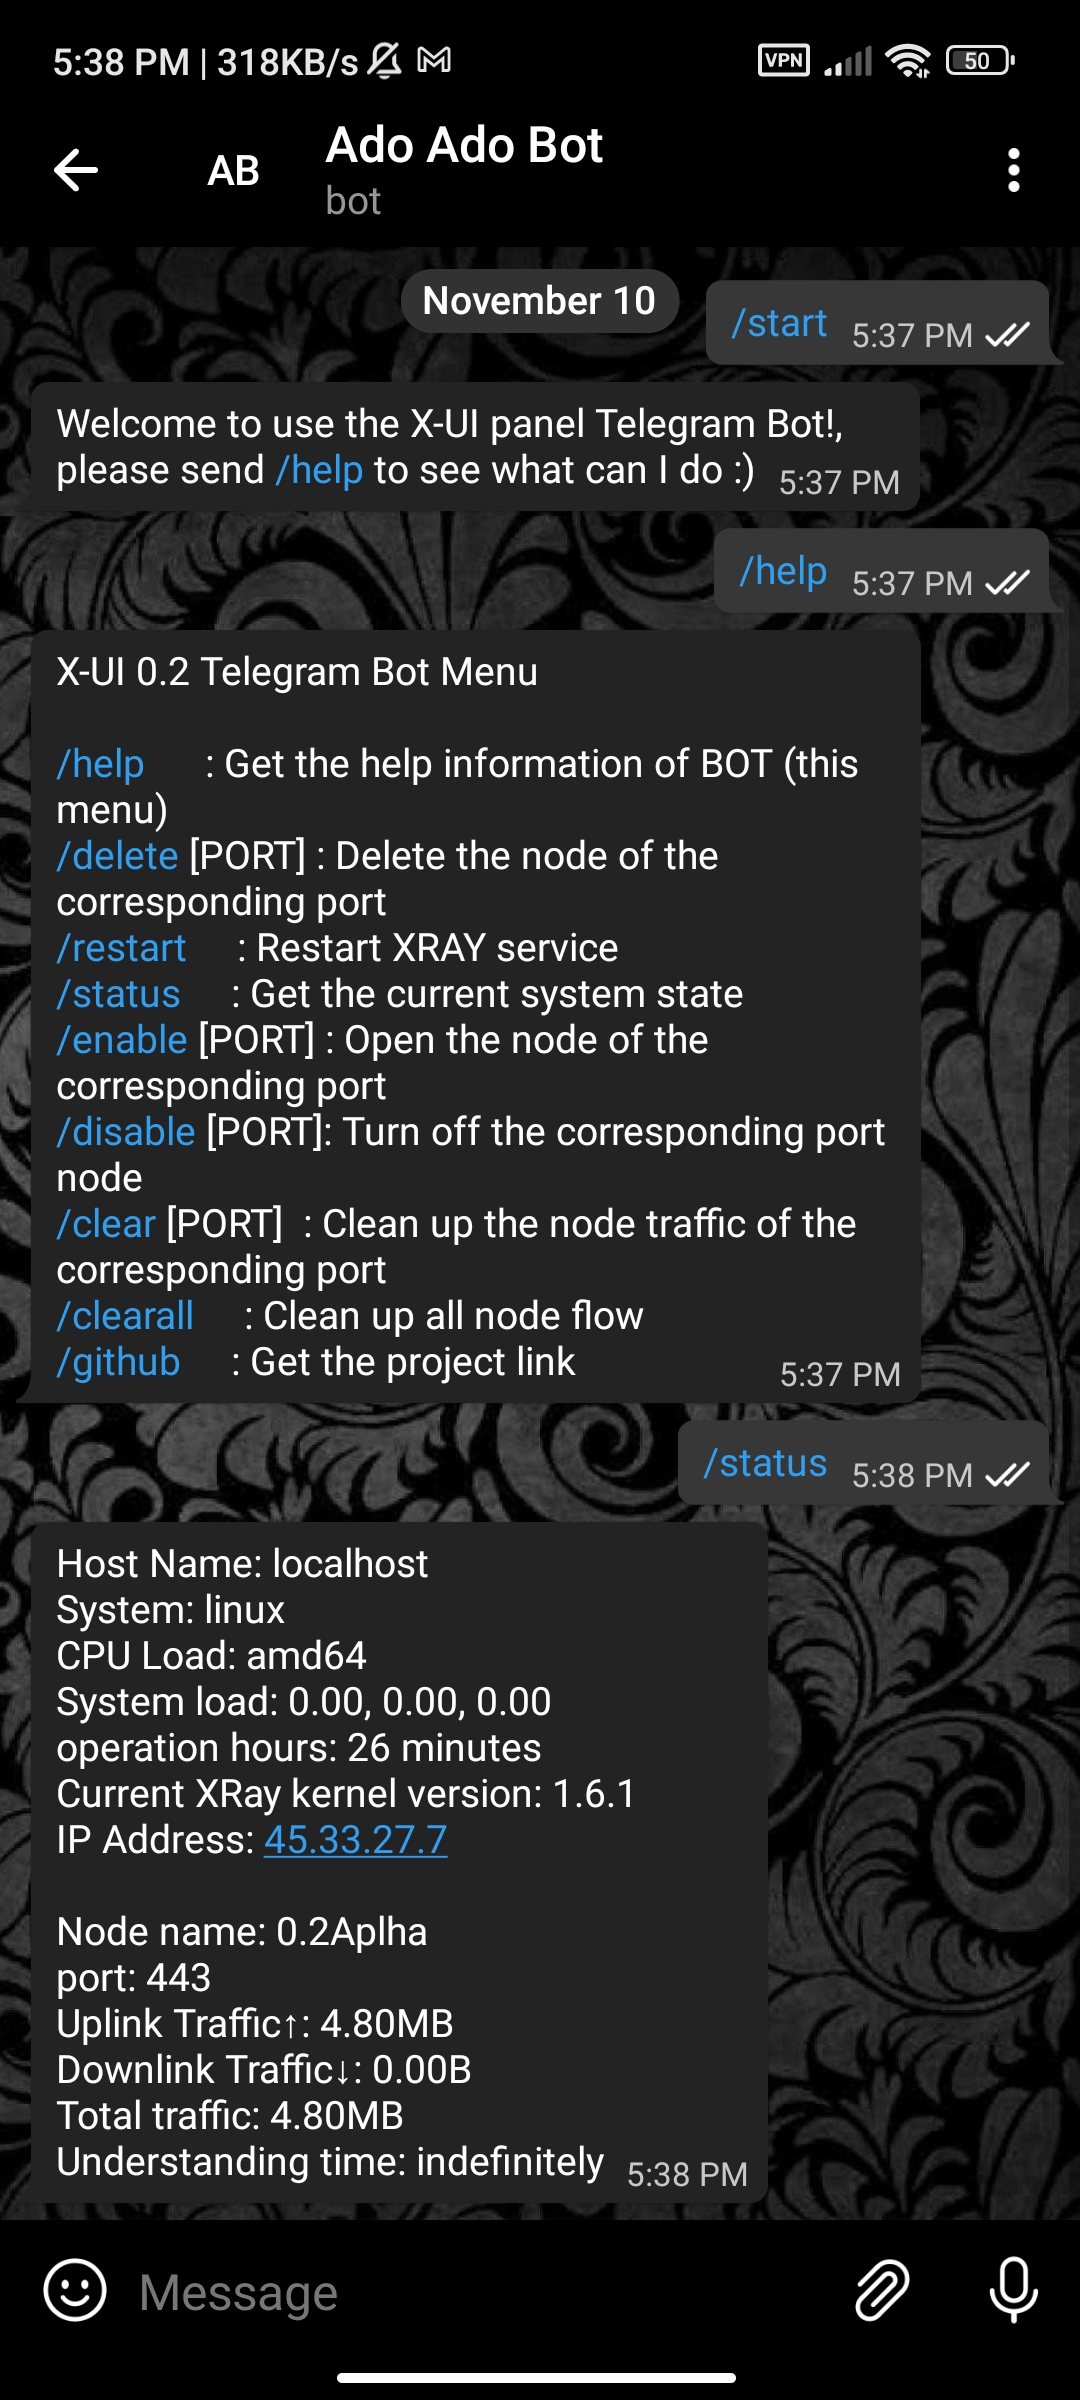 5:38 PM | 318KB/s
VPN
50
AB
Ado Ado Bot
bot
November 10
/start 5:37 PM
Welcome to use the X-UI panel Telegram Bot!,
please send /help to see what can I do :) 5:37 PM
/help 5:37 PM
X-UI 0.2 Telegram Bot Menu
/help : Get the help information of BOT (this
menu)
/delete [PORT] : Delete the node of the
corresponding port
/restart : Restart XRAY service
/status : Get the current system state
/enable [PORT] : Open the node of the
corresponding port
/disable [PORT]: Turn off the corresponding port
node
/clear [PORT] : Clean up the node traffic of the
corresponding port
/clearall : Clean up all node flow
/github : Get the project link
5:37 PM
/status 5:38 PM
Host Name: localhost
System: linux
CPU Load: amd64
System load: 0.00, 0.00, 0.00
operation hours: 26 minutes
Current XRay kernel version: 1.6.1
IP Address: 45.33.27.7
Node name: 0.2Aplha
port: 443
Uplink Traffic↑: 4.80MB
Downlink Traffic↓: 0.00B
Total traffic: 4.80MB
Understanding time: indefinitely 5:38 PM
Message